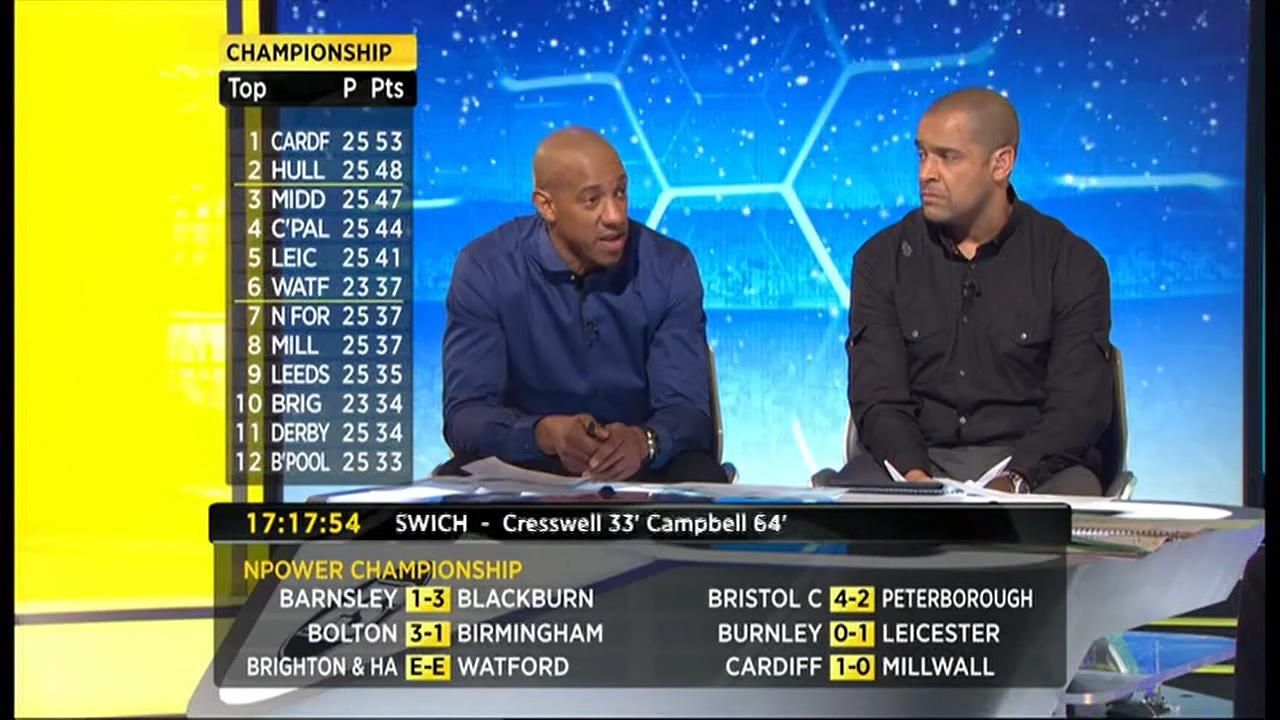 CHAMPIONSHIP
Top P Pts
1 CARDF 25 53
2 HULL 25 48
3 MIDD 25 47
4 C'PAL 25 44
5 LEIC 25 41
6 WATF 23 37
7 N FOR 25 37
8 MILL 25 37
9 LEEDS 25 35
10 BRIG 23 34
11 DERBY 25 34
12 B'POOL 25 33
17:17:54 SWICH - Cresswell 33' Campbell 64'
NPOWER CHAMPIONSHIP
BARNSLEY 1-3 BLACKBURN BRISTOL C 4-2 PETERBOROUGH
BOLTON 3-1 BIRMINGHAM BURNLEY 0-1 LEICESTER
BRIGHTON & HA E-E WATFORD CARDIFF 1-0 MILLWALL